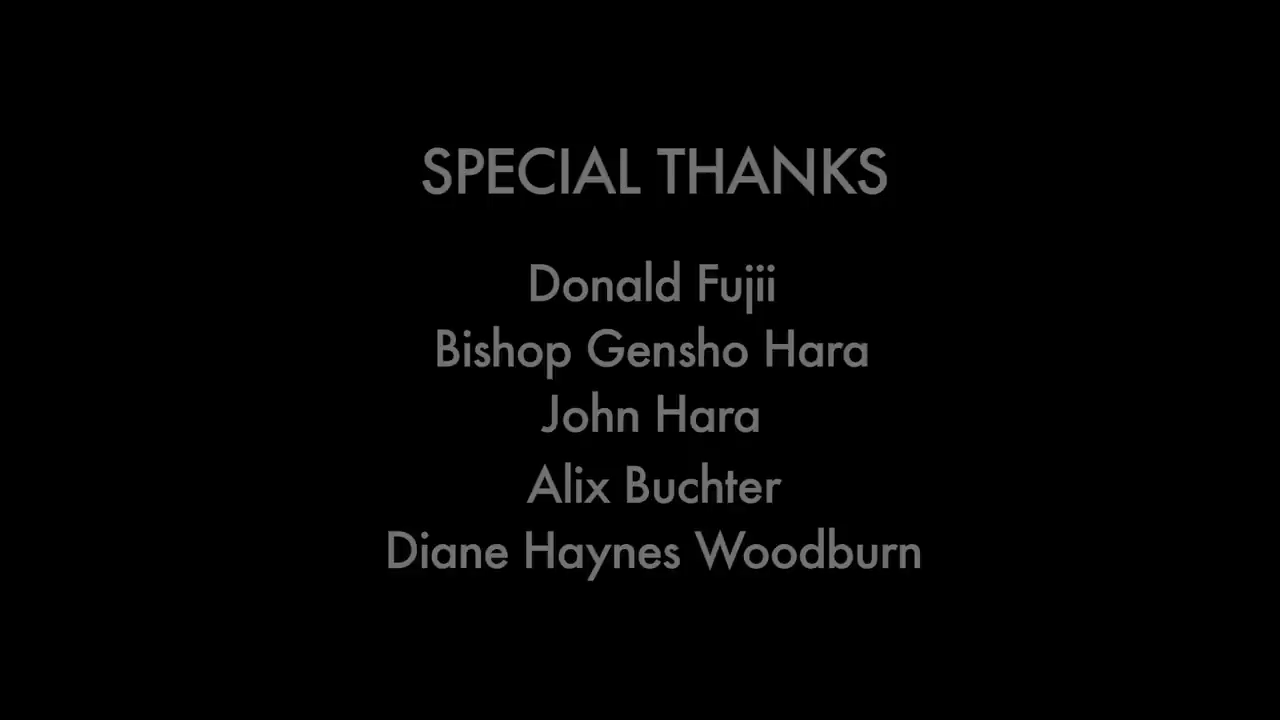 SPECIAL THANKS
Donald Fujii
Bishop Gensho Hara
John Hara
Alix Buchter
Diane Haynes Woodburn